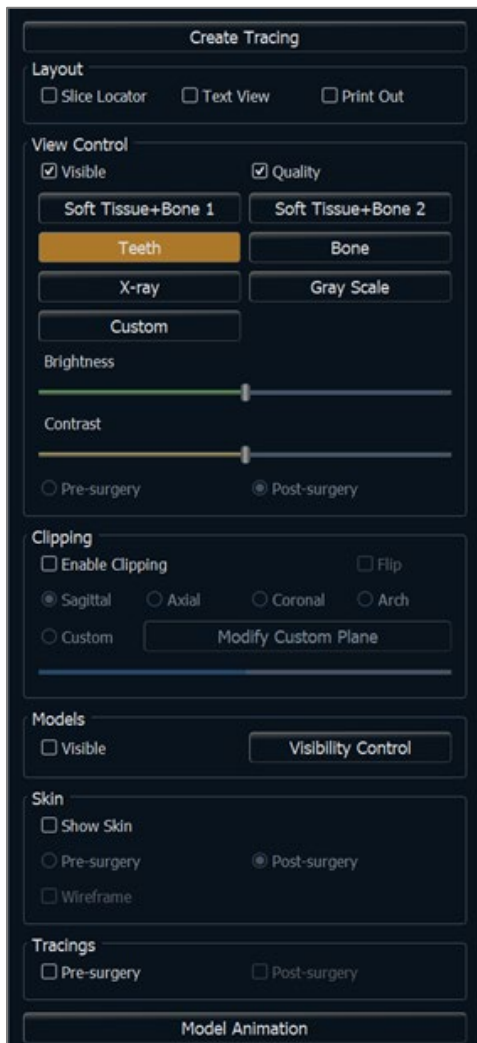 Create Tracing
Layout
Slice Locator Text View Print Out
View Control
Visible Quality
Soft Tissue+Bone 1 Soft Tissue+Bone 2
Teeth Bone
X-ray Gray Scale
Custom
Brightness
Contrast
Pre-surgery Post-surgery
Clipping
Enable Clipping Flip
Sagittal Axial Coronal Arch
Custom Modify Custom Plane
Models
Visible Visibility Control
Skin
Show Skin
Pre-surgery Post-surgery
Wireframe
Tracings
Pre-surgery Post-surgery
Model Animation